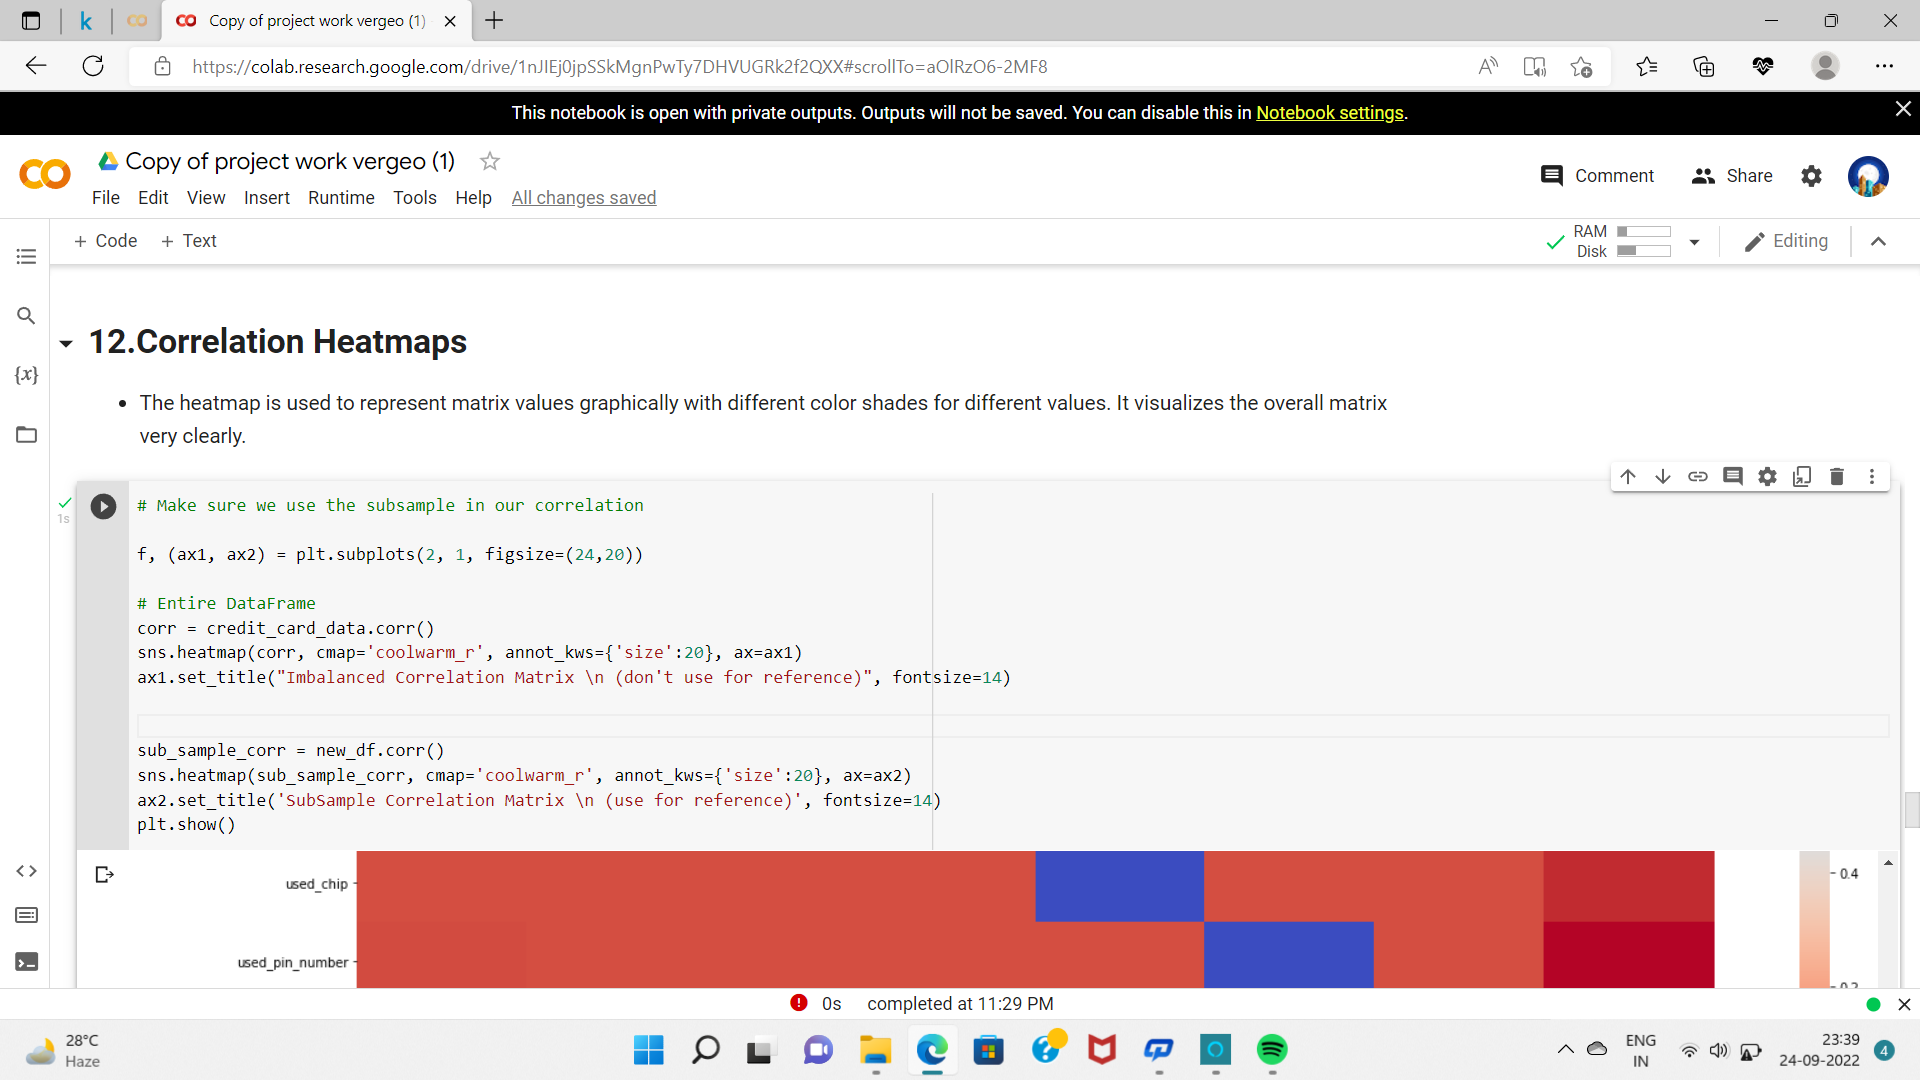 Copy of project work vergeo (1)
https://colab.research.google.com/drive/1nJIEj0jpSSkMgnPwTy7DHVUGRk2f2QXX#scrollTo=aOlRzO6-2MF8
This notebook is open with private outputs. Outputs will not be saved. You can disable this in Notebook settings.
Copy of project work vergeo (1)
Comment Share
File Edit View Insert Runtime Tools Help All changes saved
+ Code + Text
RAM
Disk
Editing
12.Correlation Heatmaps
• The heatmap is used to represent matrix values graphically with different color shades for different values. It visualizes the overall matrix
very clearly.
1s
# Make sure we use the subsample in our correlation
f, (ax1, ax2) = plt.subplots(2, 1, figsize=(24,20))
# Entire DataFrame
corr = credit_card_data.corr()
sns.heatmap(corr, cmap='coolwarm_r', annot_kws={'size':20}, ax=ax1)
ax1.set_title("Imbalanced Correlation Matrix \n (don't use for reference)", fontsize=14)
sub_sample_corr = new_df.corr()
sns.heatmap(sub_sample_corr, cmap='coolwarm_r', annot_kws={'size':20}, ax=ax2)
ax2.set_title('SubSample Correlation Matrix \n (use for reference)', fontsize=14)
plt.show()
used_chip
0.4
used_pin_number
0s completed at 11:29 PM
28°C
Haze
ENG
IN
23:39
24-09-2022
4